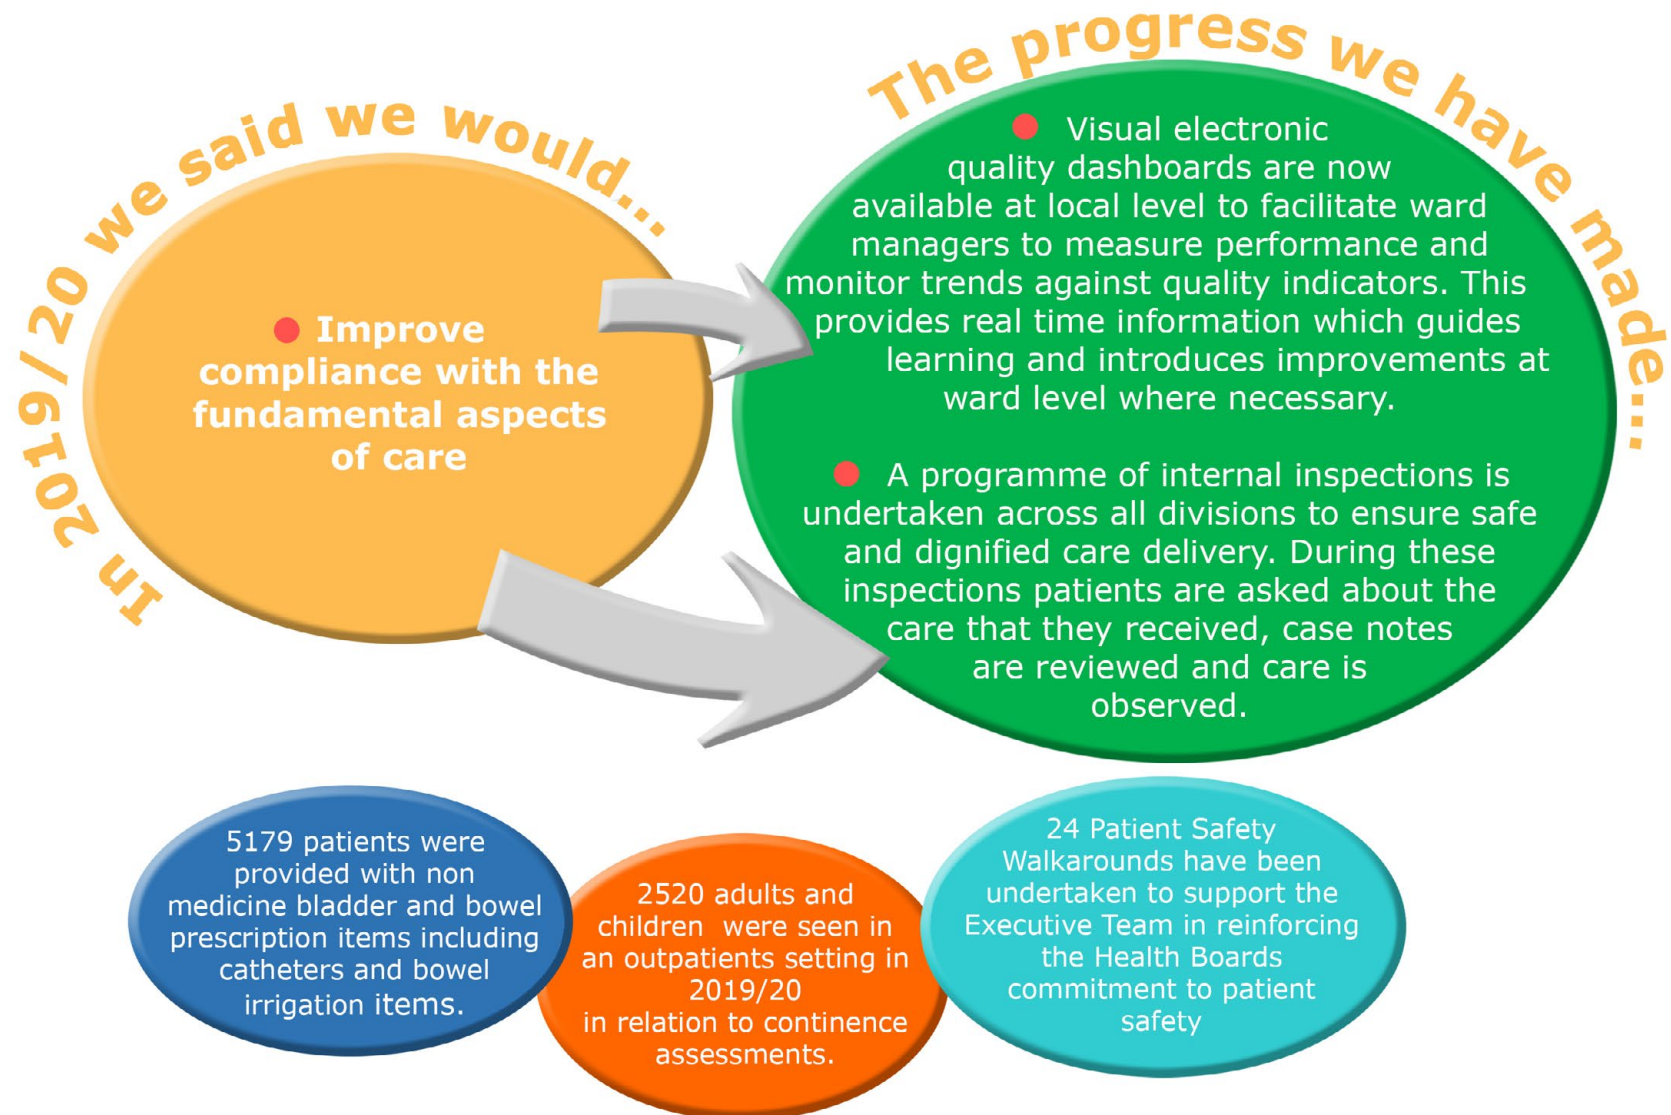 In 2019/20 we said we would...
● Improve
compliance with the
fundamental aspects
of care
The progress we have made...
● Visual electronic
quality dashboards are now
available at local level to facilitate ward
managers to measure performance and
monitor trends against quality indicators. This
provides real time information which guides
learning and introduces improvements at
ward level where necessary.
● A programme of internal inspections is
undertaken across all divisions to ensure safe
and dignified care delivery. During these
inspections patients are asked about the
care that they received, case notes
are reviewed and care is
observed.
5179 patients were
provided with non
medicine bladder and bowel
prescription items including
catheters and bowel
irrigation items.
2520 adults and
children were seen in
an outpatients setting in
2019/20
in relation to continence
assessments.
24 Patient Safety
Walkarounds have been
undertaken to support the
Executive Team in reinforcing
the Health Boards
commitment to patient
safety